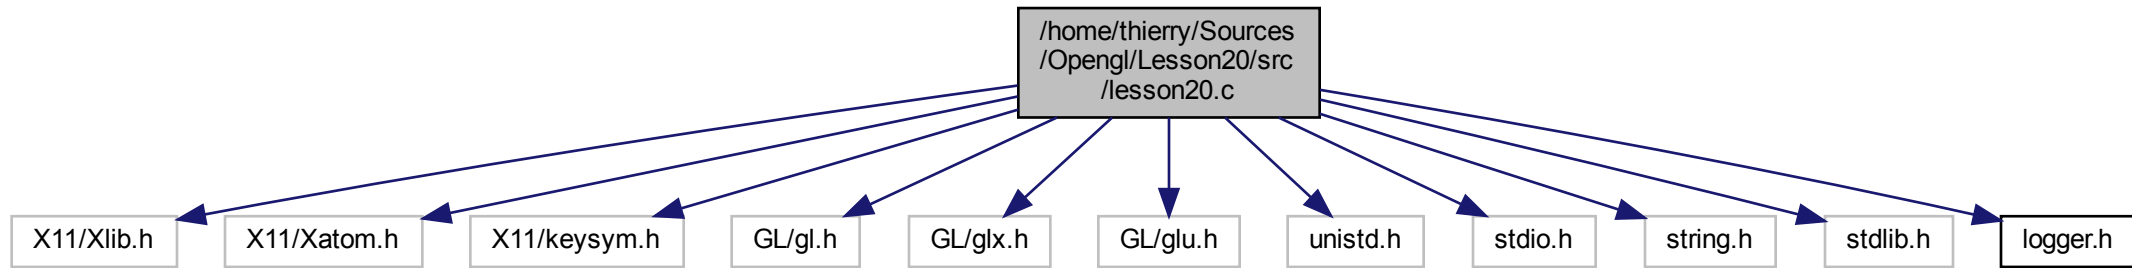 /home/thierry/Sources
/Opengl/Lesson20/src
/lesson20.c
X11/Xlib.h
X11/Xatom.h
X11/keysym.h
GL/gl.h
GL/glx.h
GL/glu.h
unistd.h
stdio.h
string.h
stdlib.h
logger.h